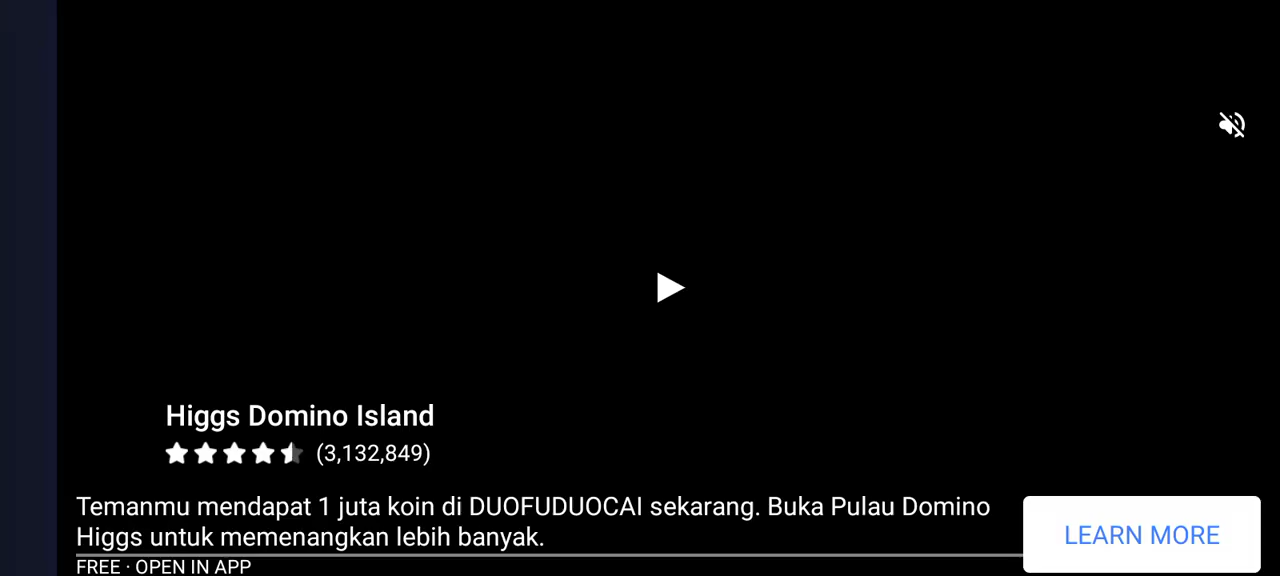 Higgs Domino Island
(3,132,849)
Temanmu mendapat 1 juta koin di DUOFUDUOCAI sekarang. Buka Pulau Domino
Higgs untuk memenangkan lebih banyak.
LEARN MORE
FREE · OPEN IN APP